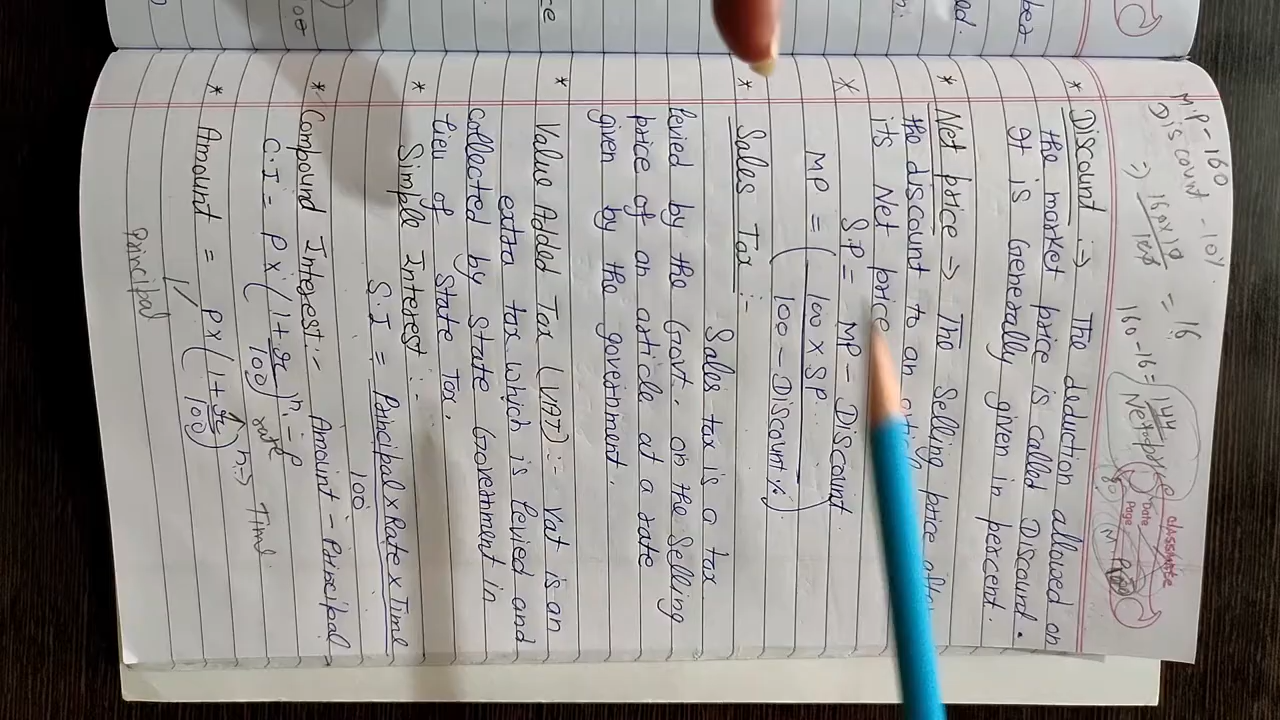 MP-160
Discount - 10%
=> 160x10 / 100 = 16
160-16= 144
Net price
classmate
Date
Page
* Discount :=> The deduction allowed on
the market price is called Discount.
It is Generally given in percent.
* Net price => The selling price after
the discount to an
its Net price
* S.P = MP - Discount.
MP = ( 100 x SP / 100 - Discount% )
* Sales Tax :-
Sales tax is a tax
levied by the Govt. on the selling
price of an article at a rate
given by the government.
* Value Added Tax (VAT):- Vat is an
extra tax which is levied and
collected by State Government in
lieu of State Tax.
* Simple Interest :-
S.I = Principal x Rate x Time / 100
* Compound Interest:- Amount - Principal
C.I = P x (1 + r/100)^n - P
rate
n -> Time
* Amount = P x (1 + r/100)
Principal